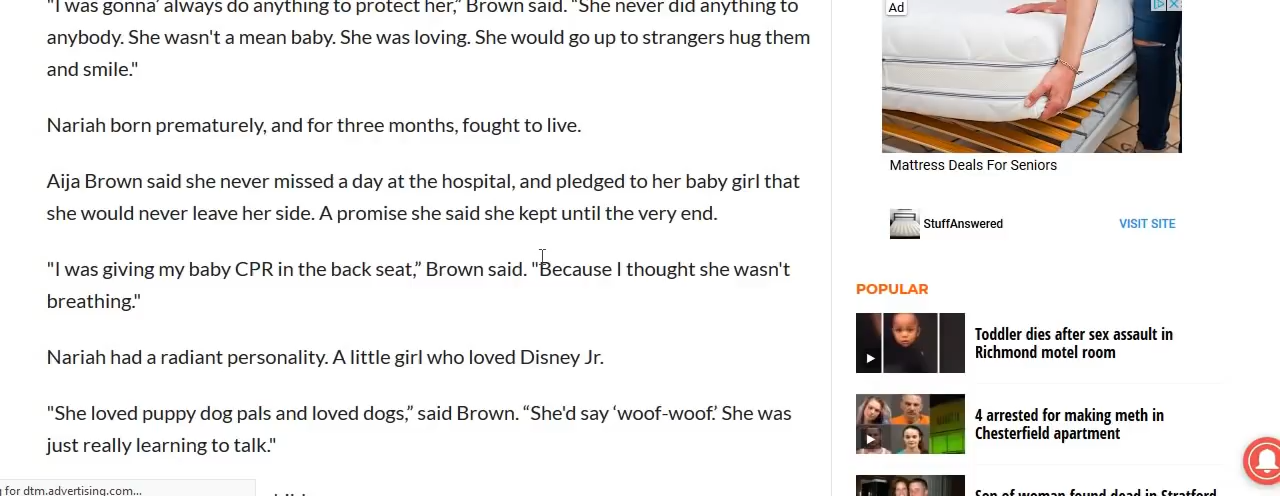 "I was gonna’ always do anything to protect her,” Brown said. “She never did anything to
anybody. She wasn't a mean baby. She was loving. She would go up to strangers hug them
and smile."
Nariah born prematurely, and for three months, fought to live.
Aija Brown said she never missed a day at the hospital, and pledged to her baby girl that
she would never leave her side. A promise she said she kept until the very end.
"I was giving my baby CPR in the back seat,” Brown said. "Because I thought she wasn't
breathing."
Nariah had a radiant personality. A little girl who loved Disney Jr.
"She loved puppy dog pals and loved dogs,” said Brown. “She'd say ‘woof-woof.’ She was
just really learning to talk."
g for dtm.advertising.com...
Ad
Mattress Deals For Seniors
StuffAnswered
VISIT SITE
POPULAR
Toddler dies after sex assault in
Richmond motel room
4 arrested for making meth in
Chesterfield apartment
Son of woman found dead in Stratford